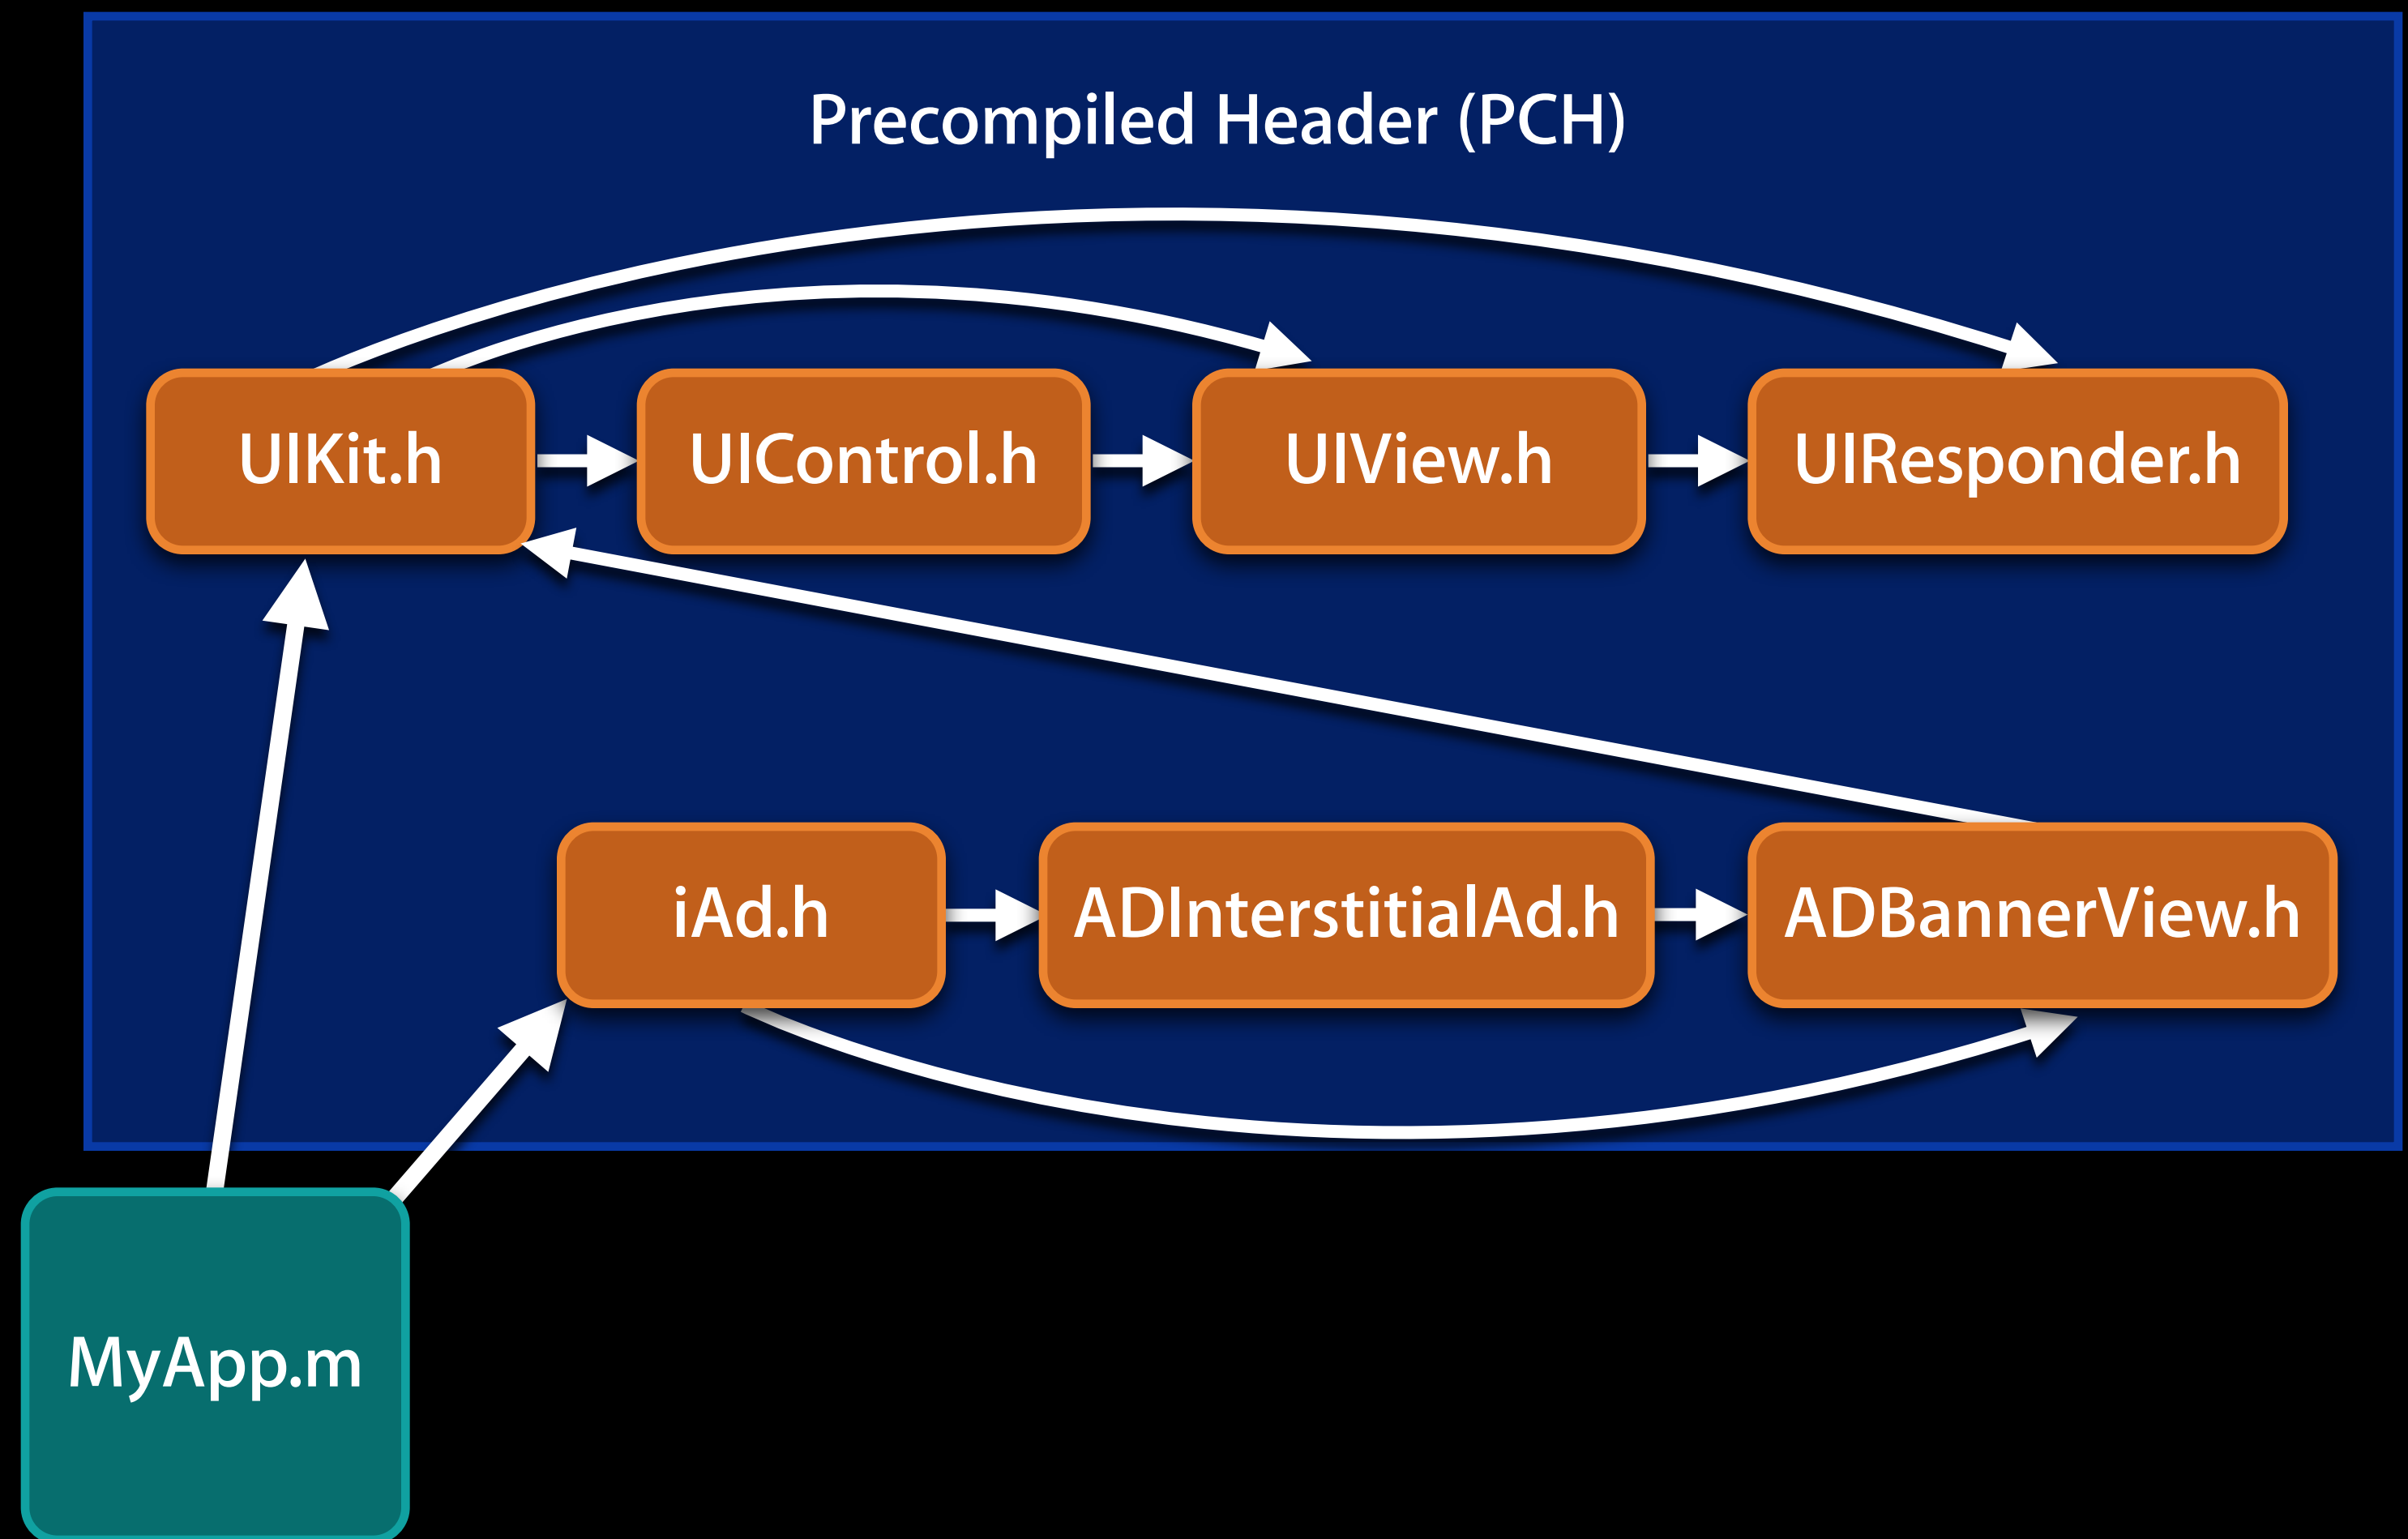 Precompiled Header (PCH)
UIKit.h
UIControl.h
UIView.h
UIResponder.h
iAd.h
ADInterstitialAd.h
ADBannerView.h
MyApp.m